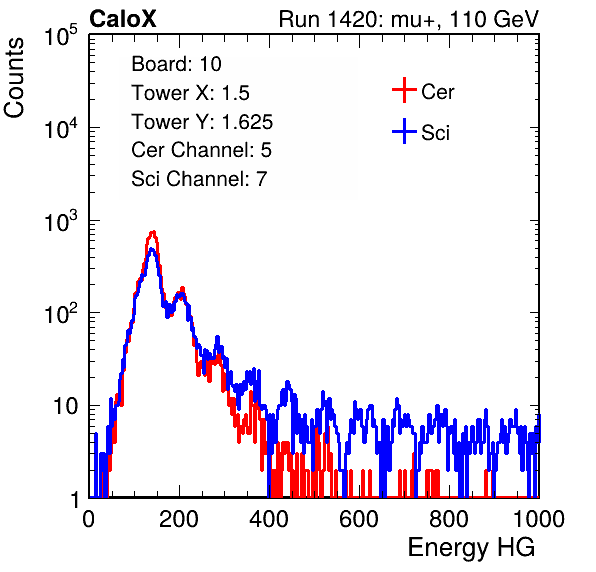 CaloX Run 1420: mu+, 110 GeV
Counts
Board: 10
Tower X: 1.5
Tower Y: 1.625
Cer Channel: 5
Sci Channel: 7
Cer
Sci
10^5
10^4
10^3
10^2
10
1
0 200 400 600 800 1000
Energy HG